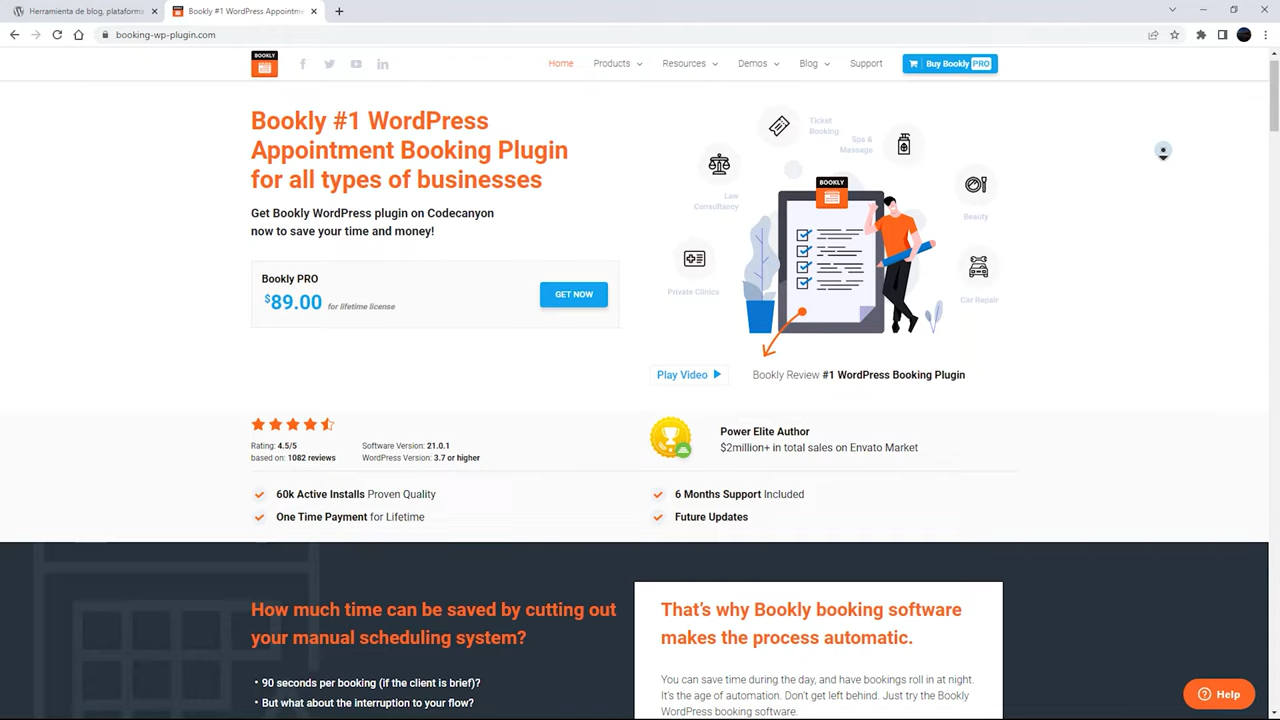 Herramienta de blog, plataforma
Bookly #1 WordPress Appointme
booking-wp-plugin.com
BOOKLY
Home
Products
Resources
Demos
Blog
Support
Buy Bookly PRO
Bookly #1 WordPress
Appointment Booking Plugin
for all types of businesses
Get Bookly WordPress plugin on Codecanyon
now to save your time and money!
Bookly PRO
$89.00 for lifetime license
GET NOW
Ticket
Booking
Spa &
Massage
Law
Consultancy
Beauty
Private Clinics
Car Repair
BOOKLY
Play Video
Bookly Review #1 WordPress Booking Plugin
Rating: 4.5/5
based on: 1082 reviews
Software Version: 21.0.1
WordPress Version: 3.7 or higher
Power Elite Author
$2million+ in total sales on Envato Market
60k Active Installs Proven Quality
One Time Payment for Lifetime
6 Months Support Included
Future Updates
How much time can be saved by cutting out
your manual scheduling system?
• 90 seconds per booking (if the client is brief)?
• But what about the interruption to your flow?
That's why Bookly booking software
makes the process automatic.
You can save time during the day, and have bookings roll in at night.
It's the age of automation. Don't get left behind. Just try the Bookly
WordPress booking software.
Help